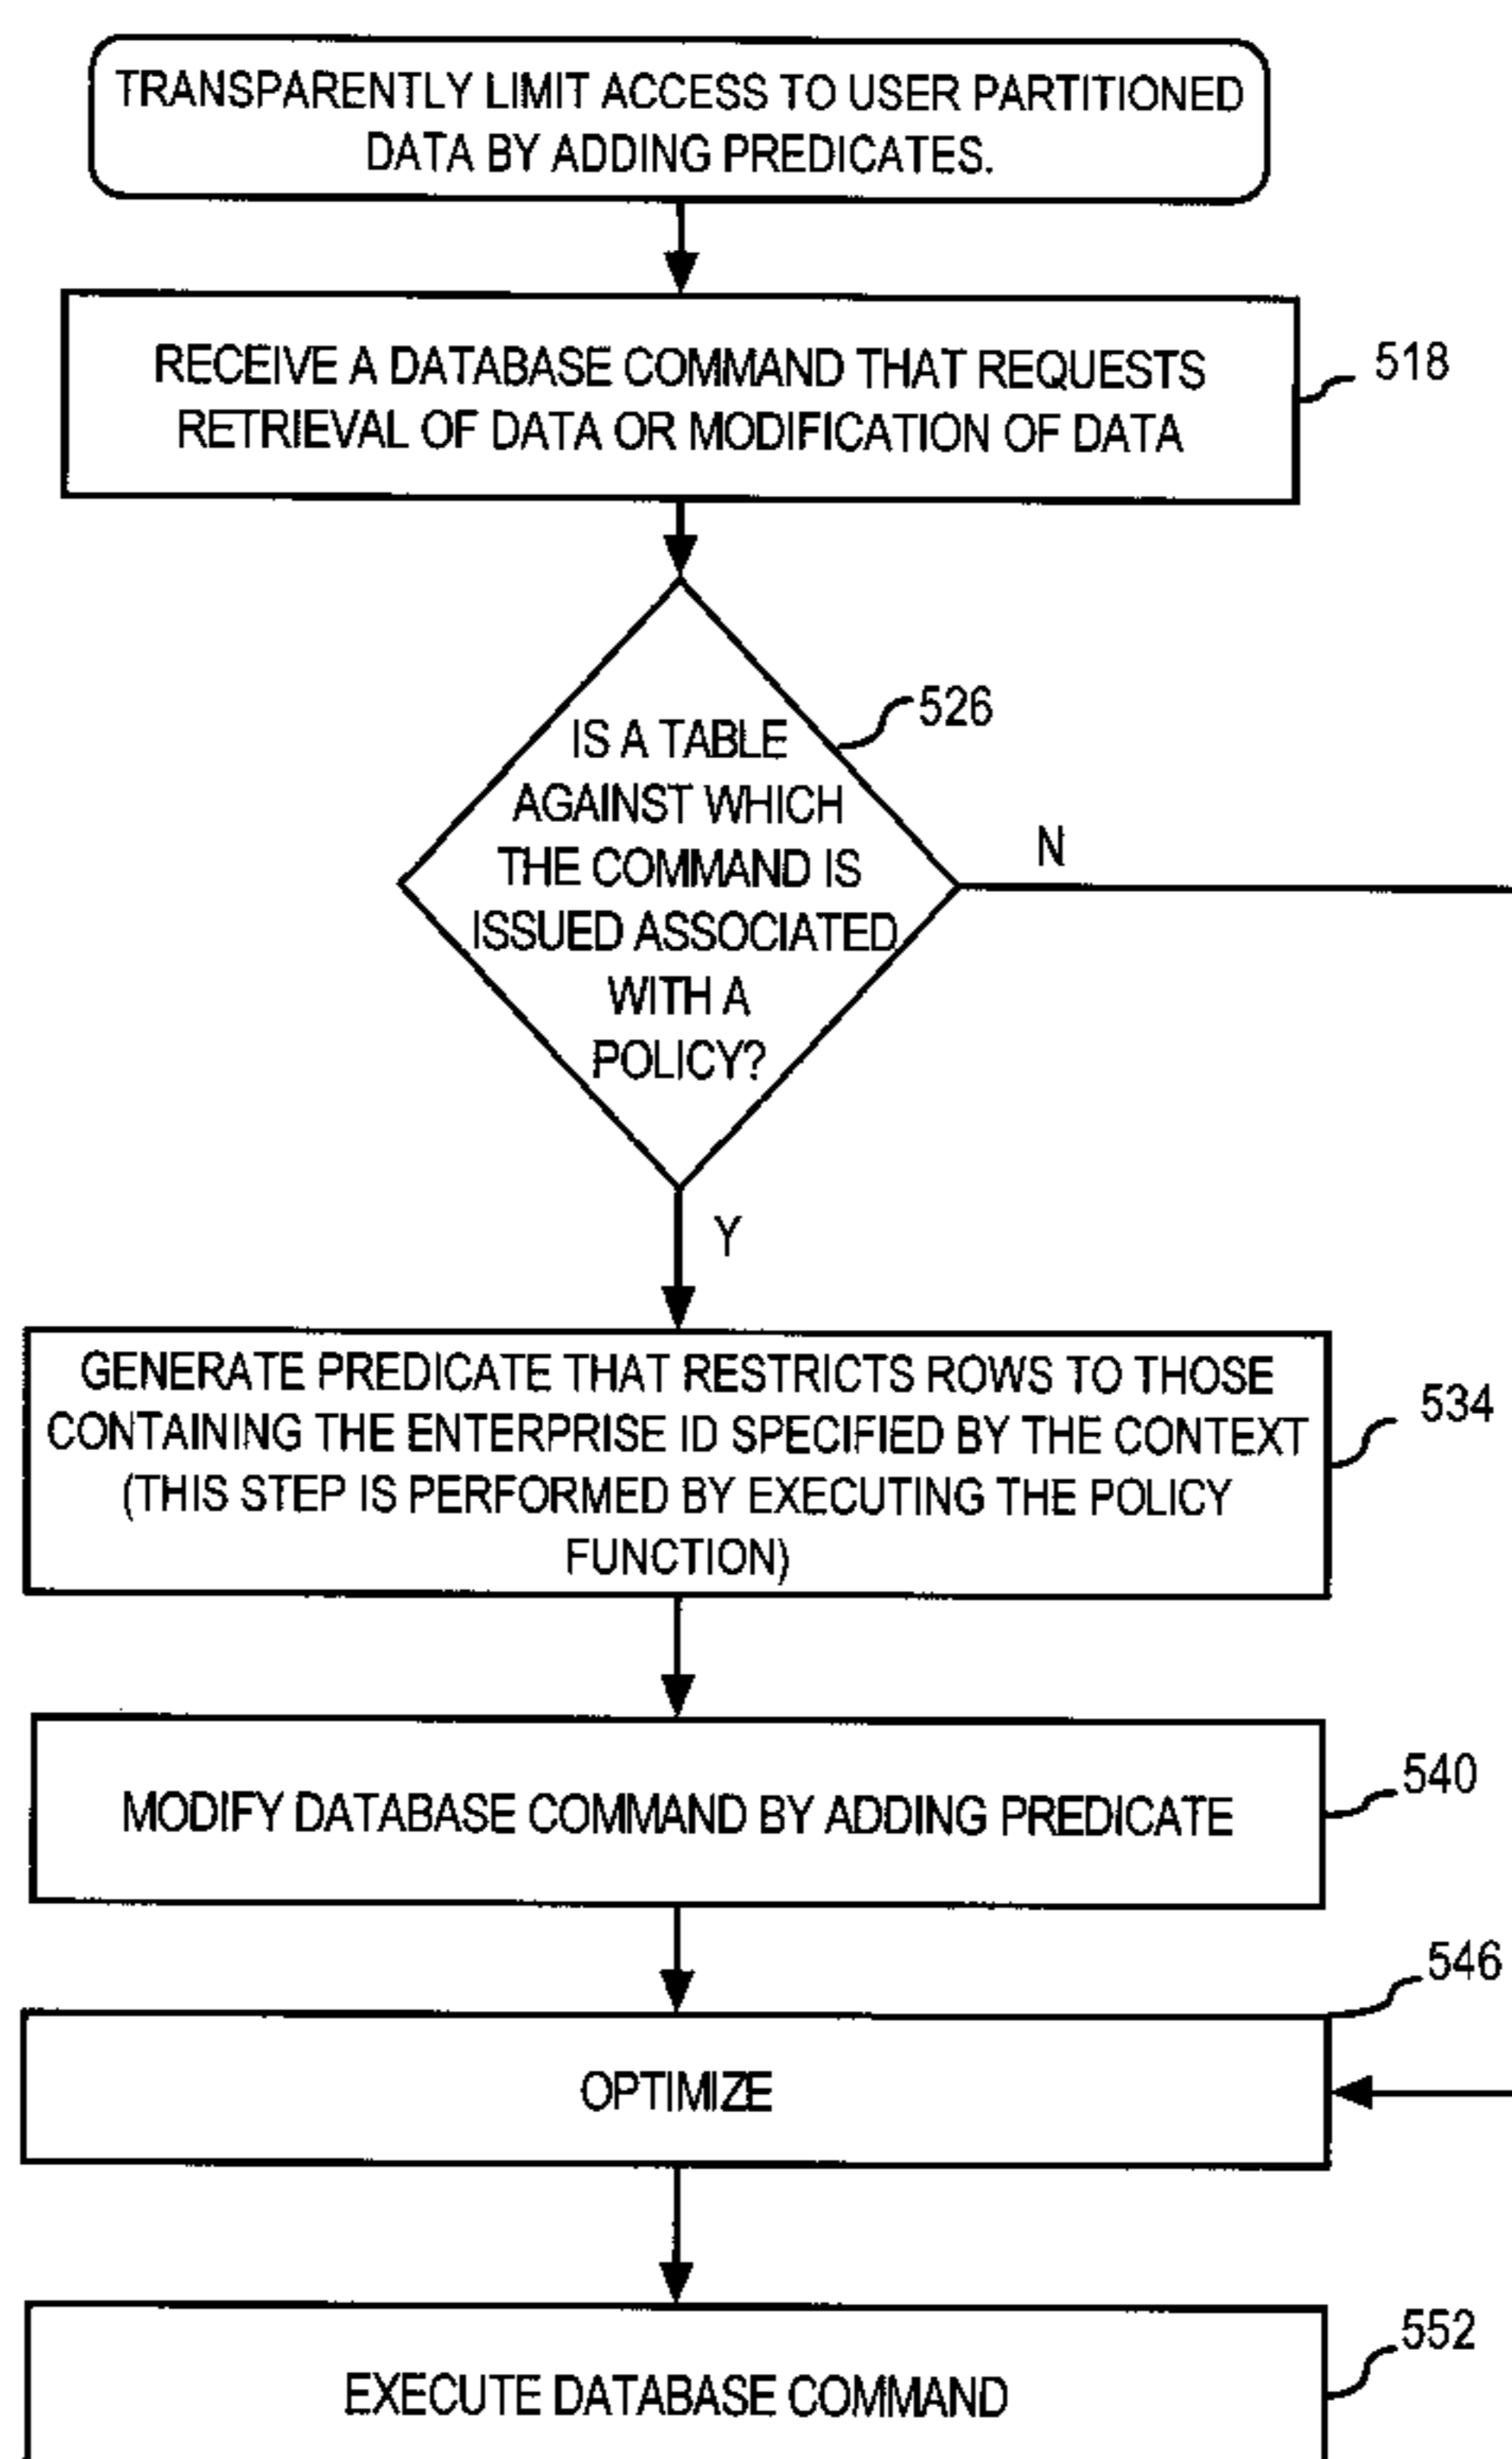 TRANSPARENTLY LIMIT ACCESS TO USER PARTITIONED
DATA BY ADDING PREDICATES.
RECEIVE A DATABASE COMMAND THAT REQUESTS
RETRIEVAL OF DATA OR MODIFICATION OF DATA
518
526
IS A TABLE
AGAINST WHICH
THE COMMAND IS
ISSUED ASSOCIATED
WITH A
POLICY?
N
Y
GENERATE PREDICATE THAT RESTRICTS ROWS TO THOSE
CONTAINING THE ENTERPRISE ID SPECIFIED BY THE CONTEXT
(THIS STEP IS PERFORMED BY EXECUTING THE POLICY
FUNCTION)
534
MODIFY DATABASE COMMAND BY ADDING PREDICATE
540
546
OPTIMIZE
552
EXECUTE DATABASE COMMAND